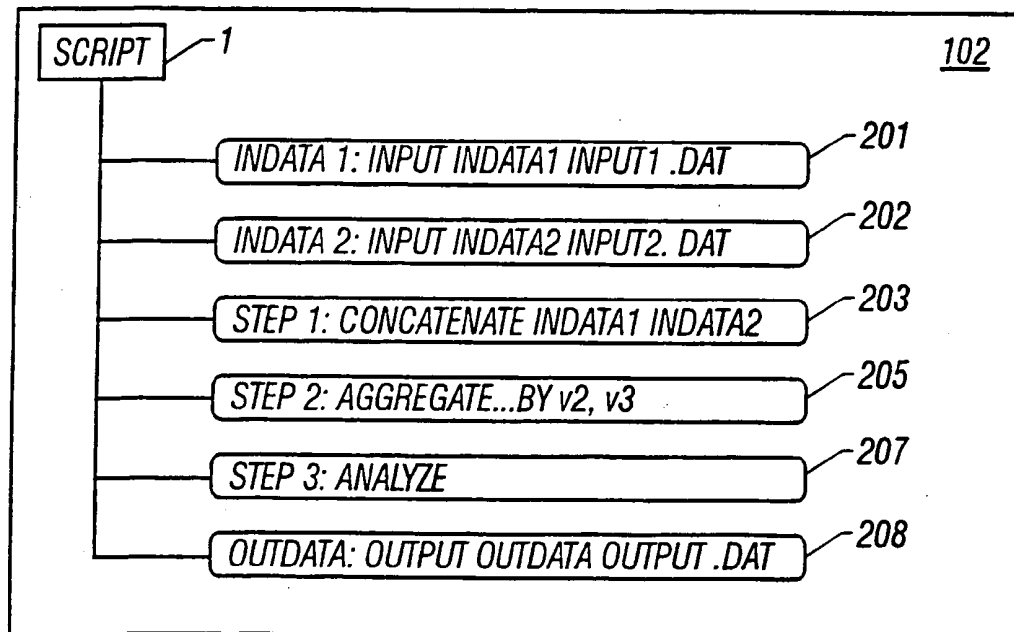 SCRIPT 1
102
INDATA 1: INPUT INDATA1 INPUT1 .DAT 201
INDATA 2: INPUT INDATA2 INPUT2. DAT 202
STEP 1: CONCATENATE INDATA1 INDATA2 203
STEP 2: AGGREGATE...BY v2, v3 205
STEP 3: ANALYZE 207
OUTDATA: OUTPUT OUTDATA OUTPUT .DAT 208